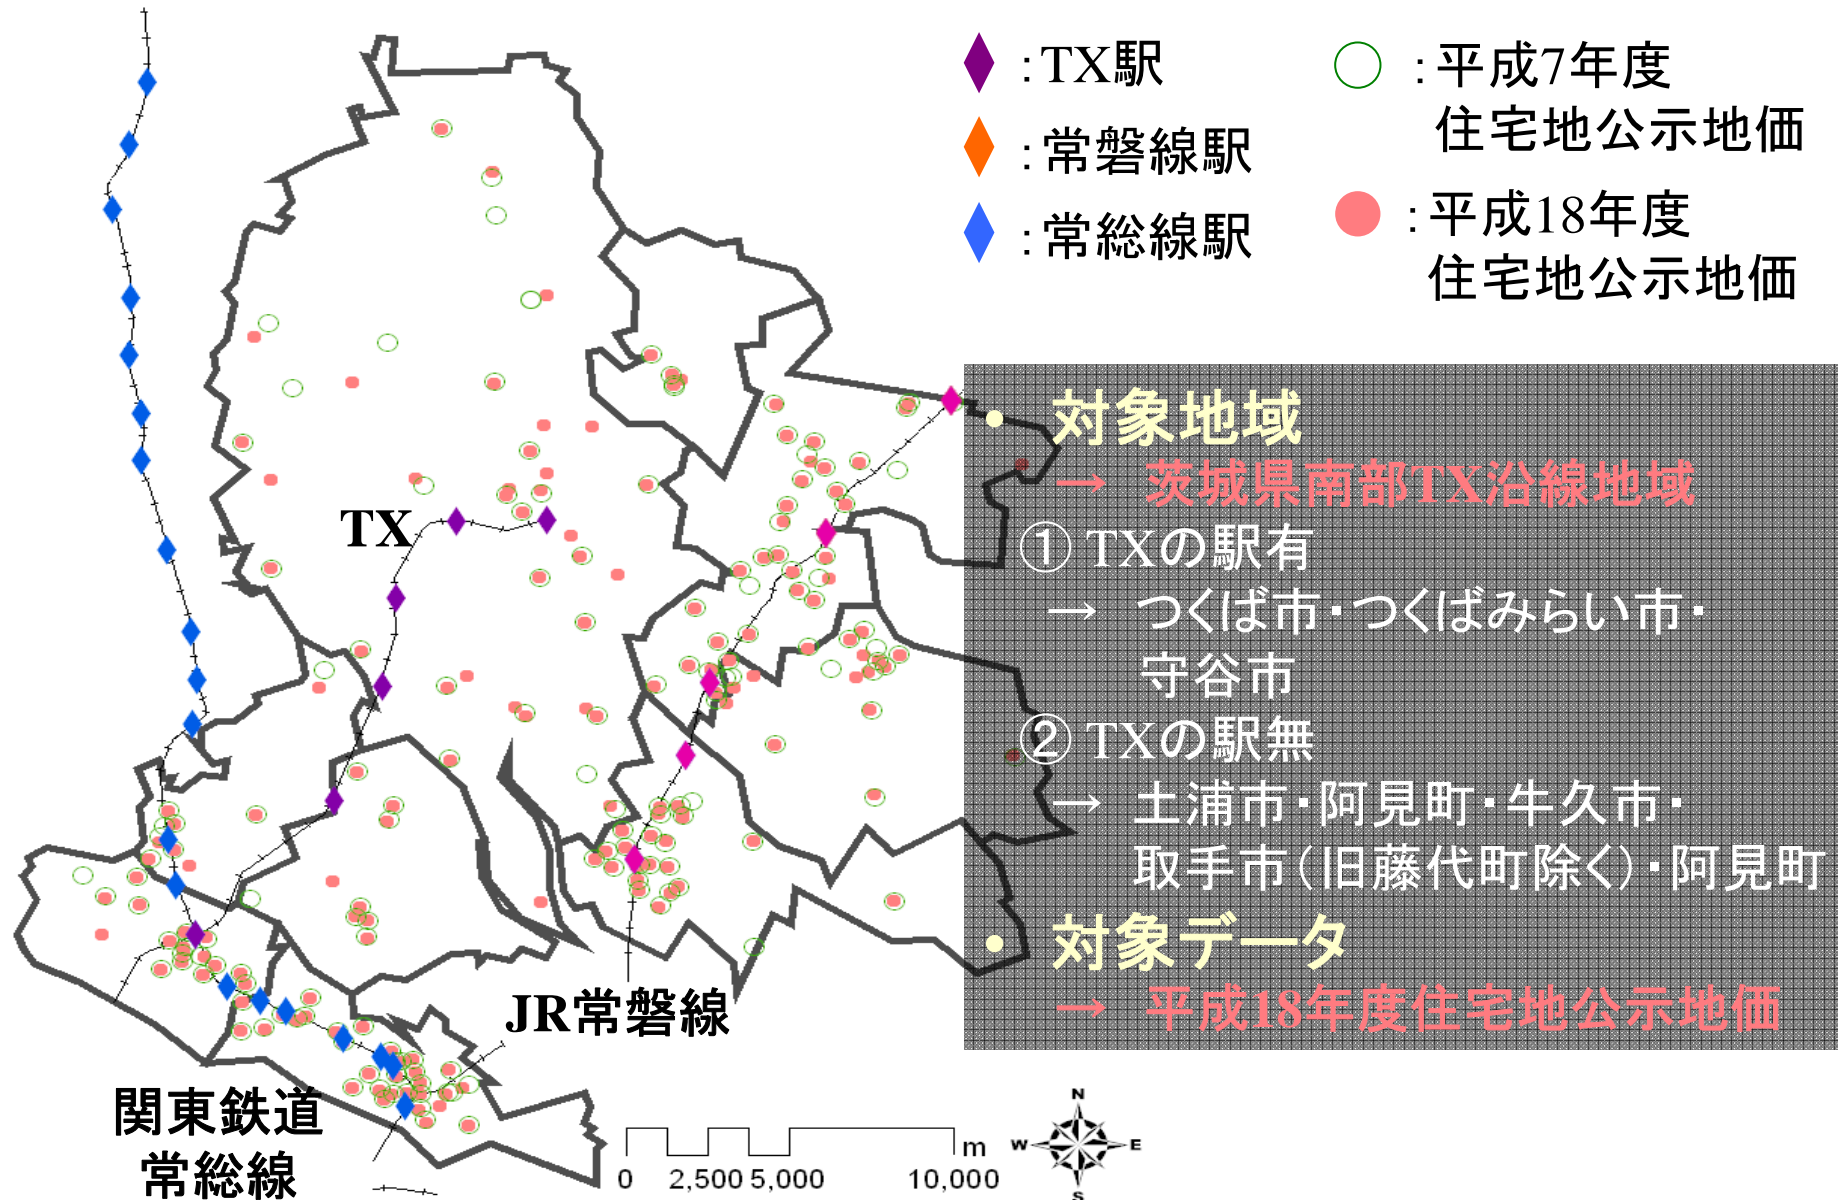 :TX駅
:常磐線駅
:常総線駅
:平成7年度
住宅地公示地価
:平成18年度
住宅地公示地価
• 対象地域
→ 茨城県南部TX沿線地域
① TXの駅有
→ つくば市・つくばみらい市・
守谷市
② TXの駅無
→ 土浦市・阿見町・牛久市・
取手市(旧藤代町除く)・阿見町
• 対象データ
→ 平成18年度住宅地公示地価
TX
JR常磐線
関東鉄道
常総線
0 2,500 5,000 10,000 m
N
W E
S